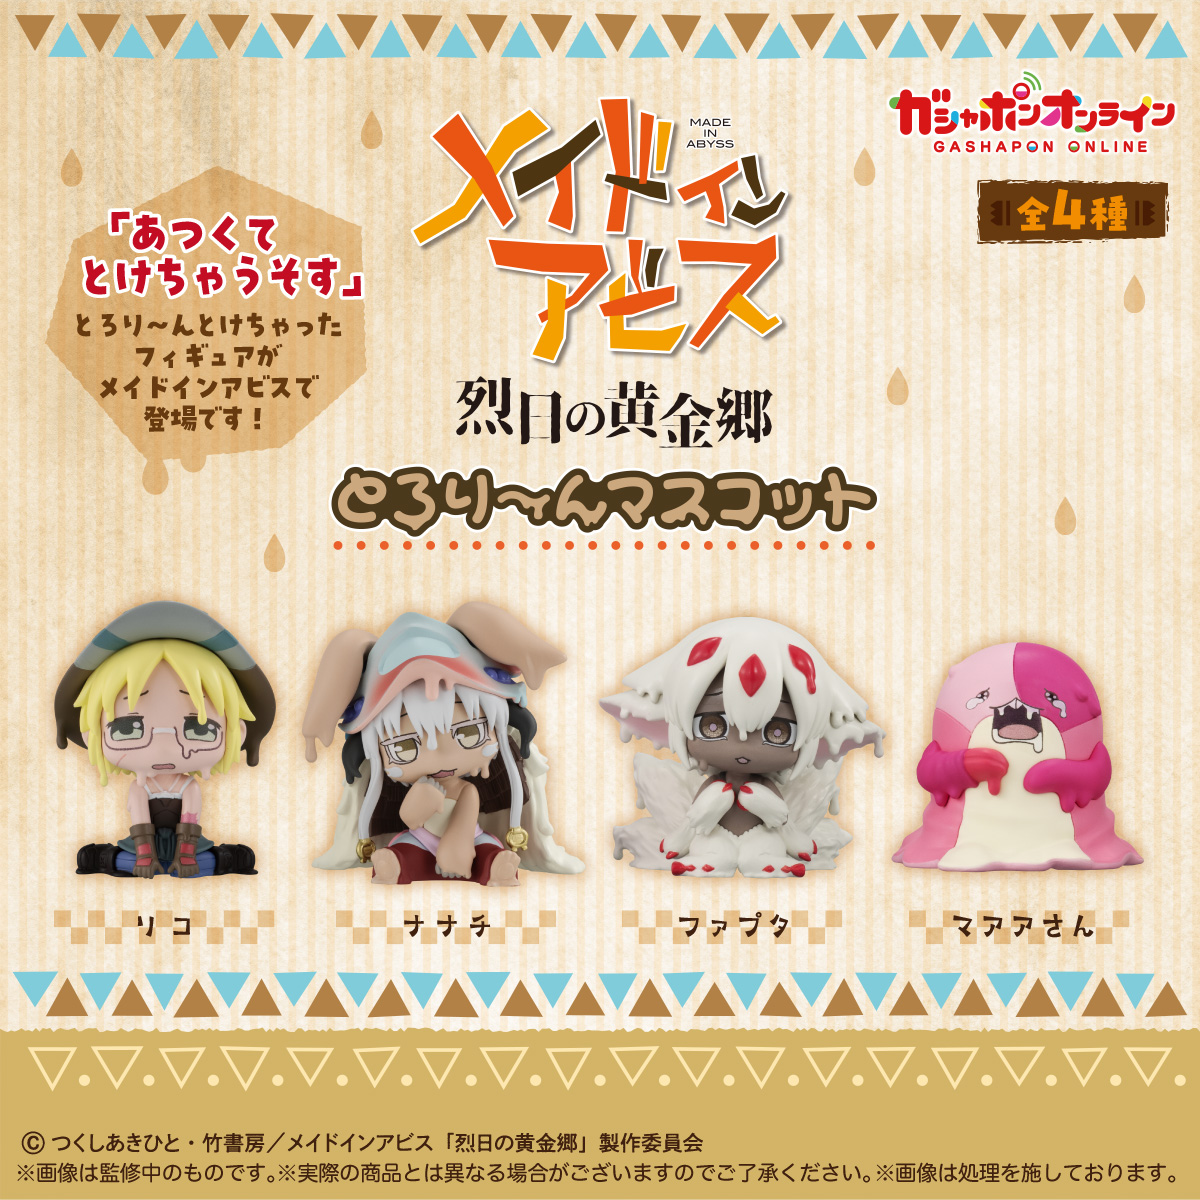 ガシャポンオンライン
GASHAPON ONLINE
全4種
MADE
IN
ABYSS
メイドイン
アビス
烈日の黄金郷
とろり～んマスコット
「あつくて
とけちゃうそす」
とろり～んとけちゃった
フィギュアが
メイドインアビスで
登場です！
リコ
ナナチ
ファプタ
マアアさん
© つくしあきひと・竹書房／メイドインアビス「烈日の黄金郷」製作委員会
※画像は監修中のものです。※実際の商品とは異なる場合がございますのでご了承ください。※画像は処理を施しております。